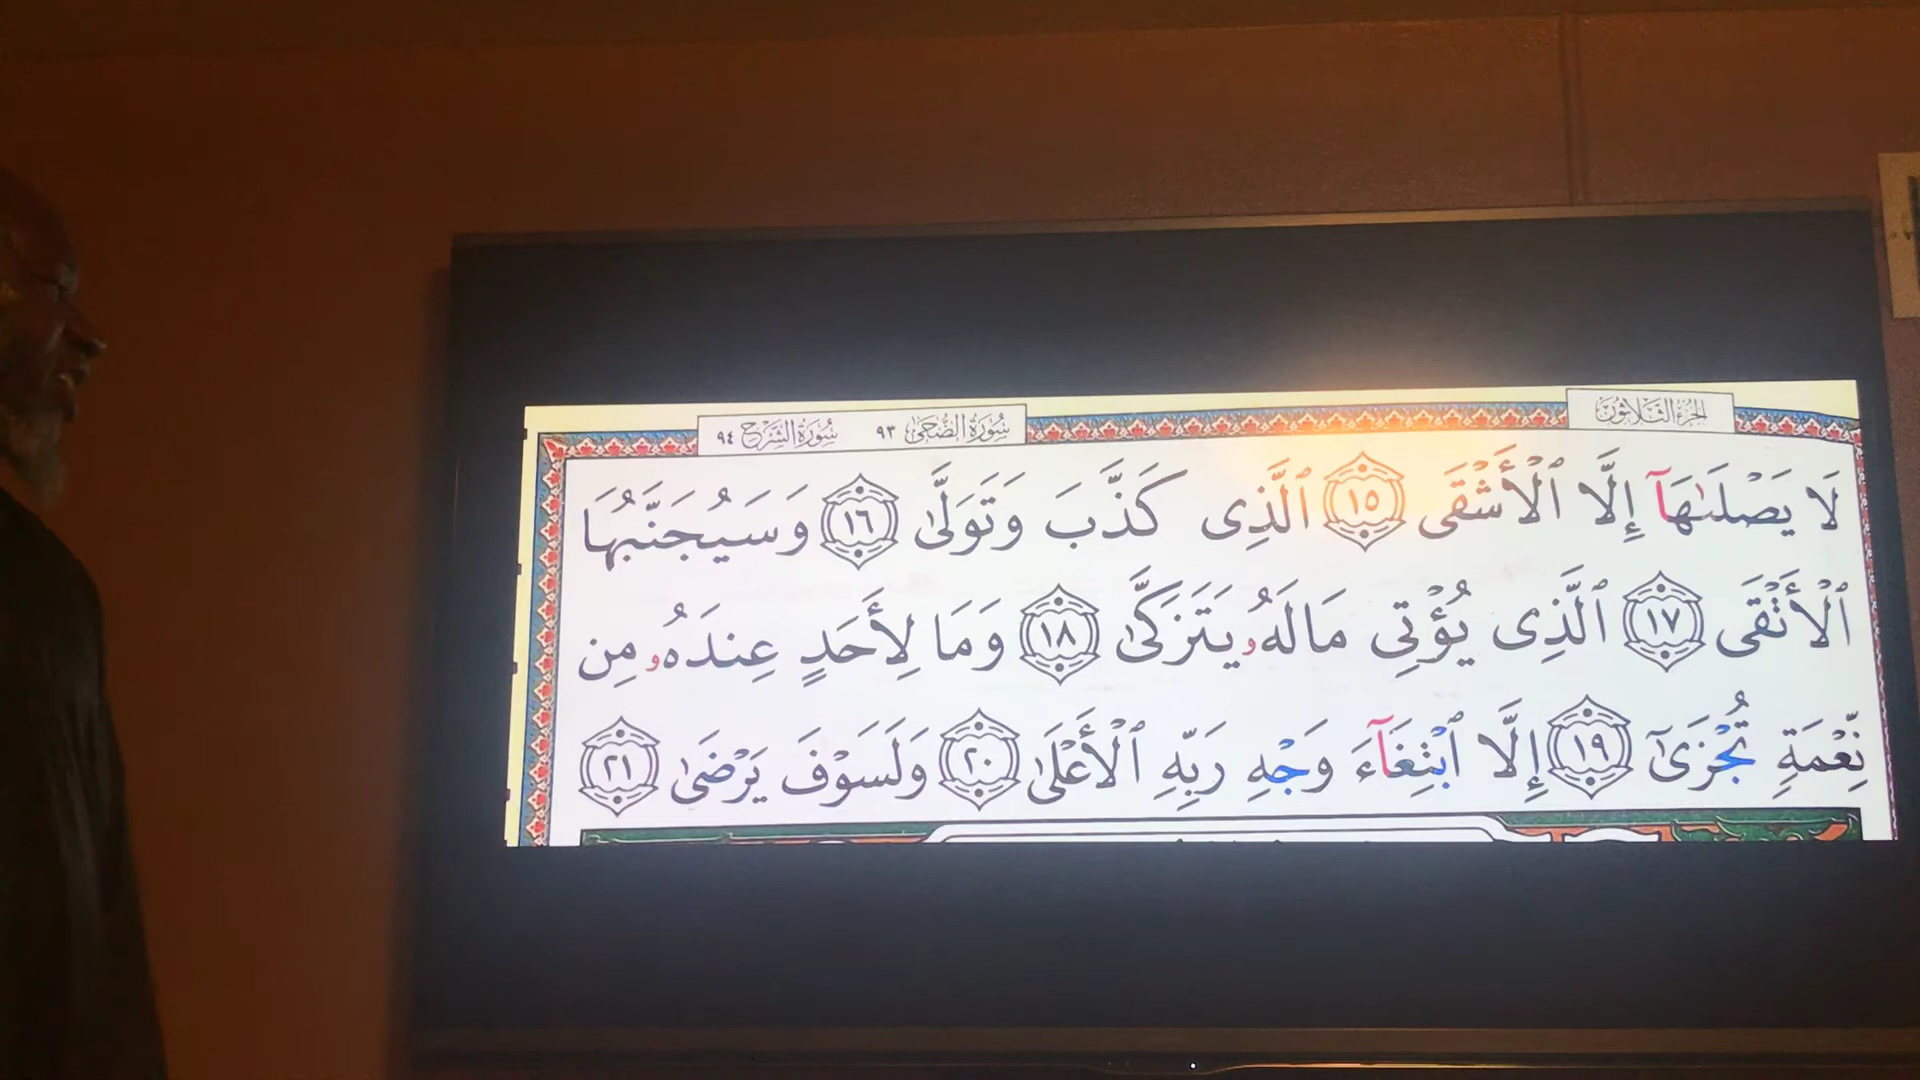 الجزء الثلاثون
سورة الضحى ٩٣ سورة الشرح ٩٤
لَا يَصْلَىٰهَآ إِلَّا ٱلْأَشْقَى ١٥ ٱلَّذِى كَذَّبَ وَتَوَلَّىٰ ١٦ وَسَيُجَنَّبُهَا
ٱلْأَتْقَى ١٧ ٱلَّذِى يُؤْتِى مَالَهُۥ يَتَزَكَّىٰ ١٨ وَمَا لِأَحَدٍ عِندَهُۥ مِن
نِّعْمَةٍ تُجْزَىٰٓ ١٩ إِلَّا ٱبْتِغَآءَ وَجْهِ رَبِّهِ ٱلْأَعْلَىٰ ٢٠ وَلَسَوْفَ يَرْضَىٰ ٢١